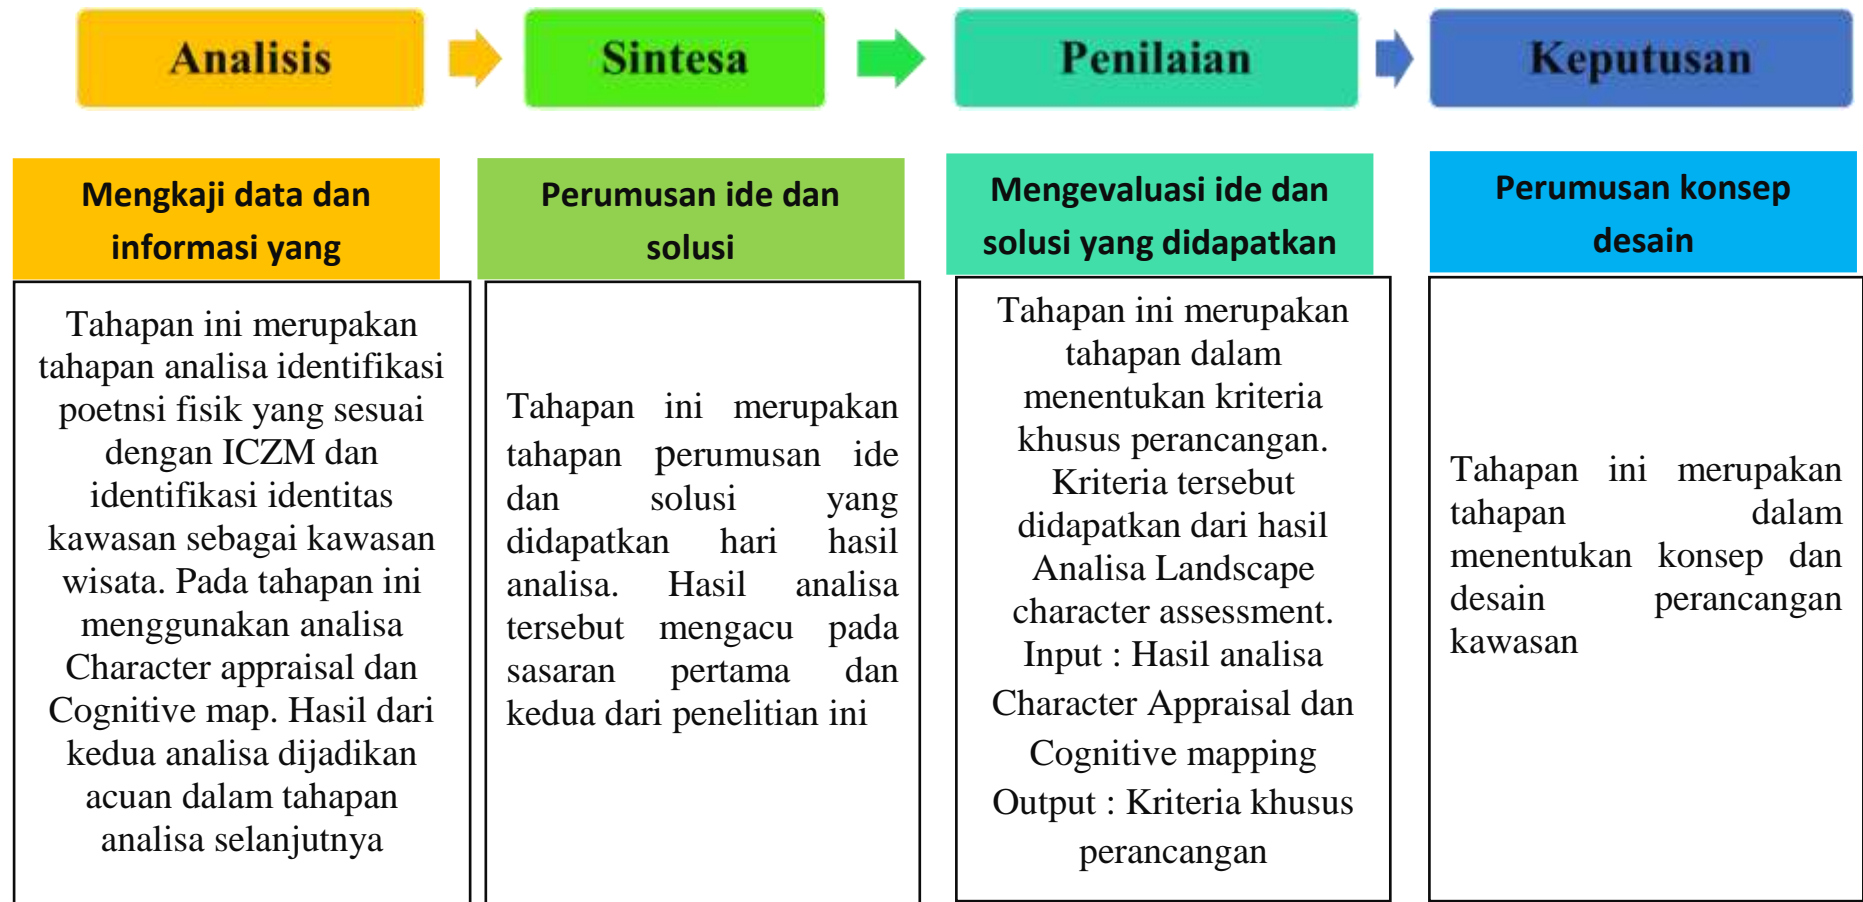 Analisis
Sintesa
Penilaian
Keputusan
Mengkaji data dan
informasi yang
Perumusan ide dan
solusi
Mengevaluasi ide dan
solusi yang didapatkan
Perumusan konsep
desain
Tahapan ini merupakan
tahapan analisa identifikasi
poetnsi fisik yang sesuai
dengan ICZM dan
identifikasi identitas
kawasan sebagai kawasan
wisata. Pada tahapan ini
menggunakan analisa
Character appraisal dan
Cognitive map. Hasil dari
kedua analisa dijadikan
acuan dalam tahapan
analisa selanjutnya
Tahapan ini merupakan
tahapan perumusan ide
dan solusi yang
didapatkan hari hasil
analisa. Hasil analisa
tersebut mengacu pada
sasaran pertama dan
kedua dari penelitian ini
Tahapan ini merupakan
tahapan dalam
menentukan kriteria
khusus perancangan.
Kriteria tersebut
didapatkan dari hasil
Analisa Landscape
character assessment.
Input : Hasil analisa
Character Appraisal dan
Cognitive mapping
Output : Kriteria khusus
perancangan
Tahapan ini merupakan
tahapan dalam
menentukan konsep dan
desain perancangan
kawasan